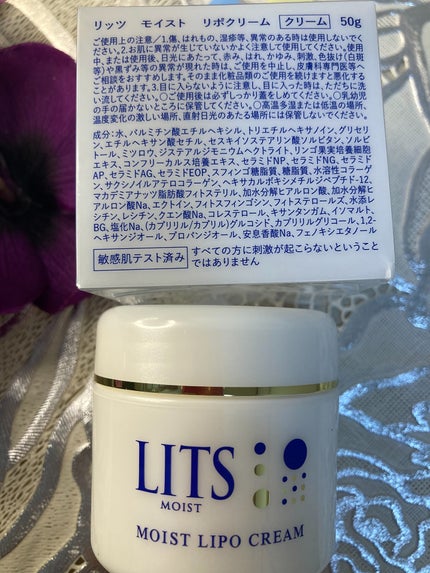 リッツ モイスト リポクリーム クリーム 50g
ご使用上の注意/1.傷、はれもの、湿疹等、異常のある時は使用しないでく
ださい。2.お肌に異常が生じていないかよく注意して使用してください。使用
中、または使用後、日光にあたって、赤み、はれ、かゆみ、刺激、色抜け(白斑
等)や黒ずみ等の異常が現れた時は、ご使用を中止し、皮膚科専門医等へ
ご相談をおすすめします。そのまま化粧品類のご使用を続けますと悪化する
ことがあります。3.目に入らないように注意し、目に入った時は、ただちに洗
い流してください。○ご使用後は必ずしっかり蓋をしめてください。○乳幼児
の手の届かないところに保管してください。○高温多湿または低温の場所、
温度変化の激しい場所、直射日光のあたる場所には保管しないでください。
成分:水、パルミチン酸エチルヘキシル、トリエチルヘキサノイン、グリセリ
ン、エチルヘキサン酸セチル、セスキイソステアリン酸ソルビタン、ソルビ
トール、ミツロウ、ジステアルジモニウムヘクトライト、リンゴ果実培養細胞
エキス、コンフリーカルス培養エキス、セラミドNP、セラミドNG、セラミド
AP、セラミドAG、セラミドEOP、スフィンゴ糖脂質、糖脂質、水溶性コラーゲ
ン、サクシノイルアテロコラーゲン、ヘキサカルボキシメチルジペプチド-12、
マカデミアナッツ脂肪酸フィトステリル、加水分解ヒアルロン酸、加水分解ヒ
アルロン酸Na、エクトイン、フィトスフィンゴシン、フィトステロールズ、水添レ
シチン、レシチン、クエン酸Na、コレステロール、キサンタンガム、イソマルト、
BG、塩化Na、(カプリリル/カプリル)グルコシド、カプリリルグリコール、1,2-
ヘキサンジオール、プロパンジオール、安息香酸Na、フェノキシエタノール
敏感肌テスト済み すべての方に刺激が起こらないということ
ではありません
LITS
MOIST
MOIST LIPO CREAM